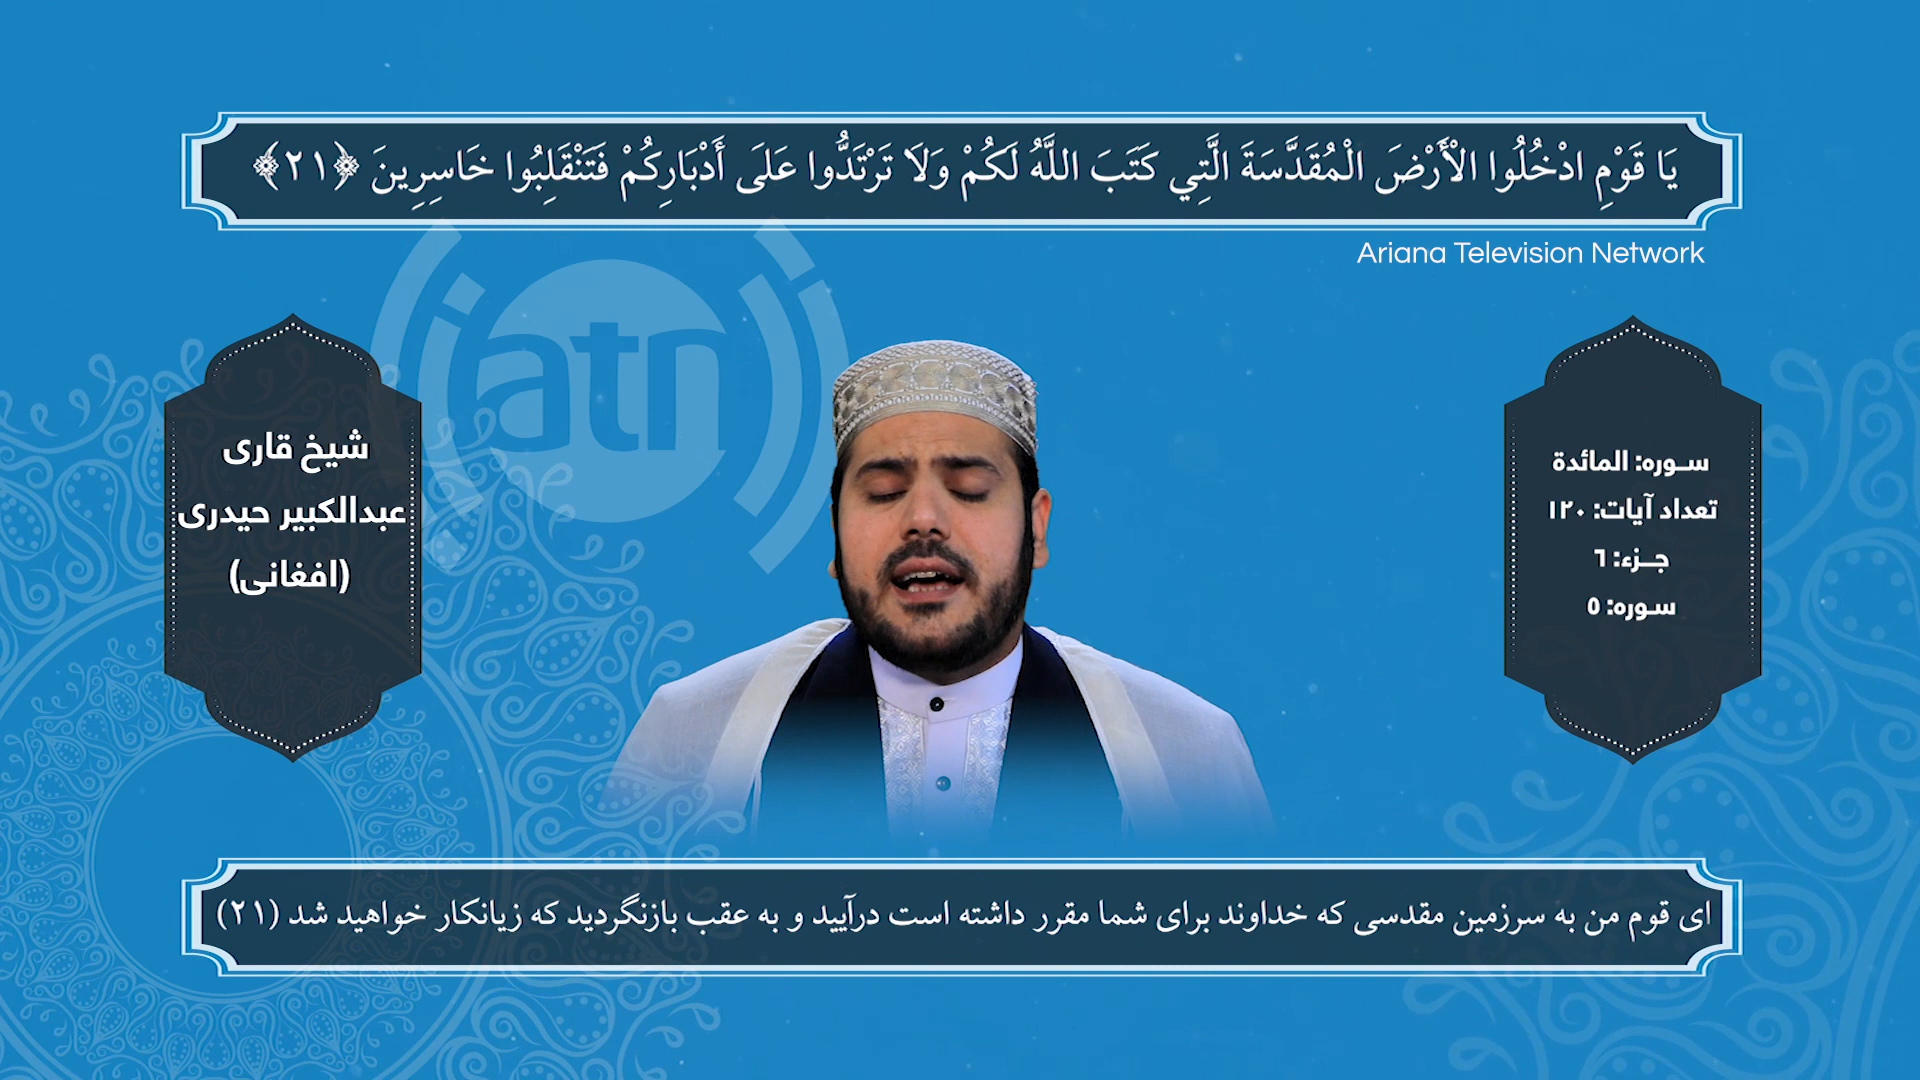 يَا قَوْمِ ادْخُلُوا الْأَرْضَ الْمُقَدَّسَةَ الَّتِي كَتَبَ اللَّهُ لَكُمْ وَلَا تَرْتَدُّوا عَلَى أَدْبَارِكُمْ فَتَنْقَلِبُوا خَاسِرِينَ ﴿٢١﴾
Ariana Television Network
atn
سـوره: المائدة
تعداد آیات: ١٢٠
جـزء: ٦
سوره: ٥
شیخ قاری
عبدالکبیر حیدری
(افغانی)
ای قوم من به سرزمین مقدسی که خداوند برای شما مقرر داشته است درآیید و به عقب بازنگردید که زیانکار خواهید شد (٢١)